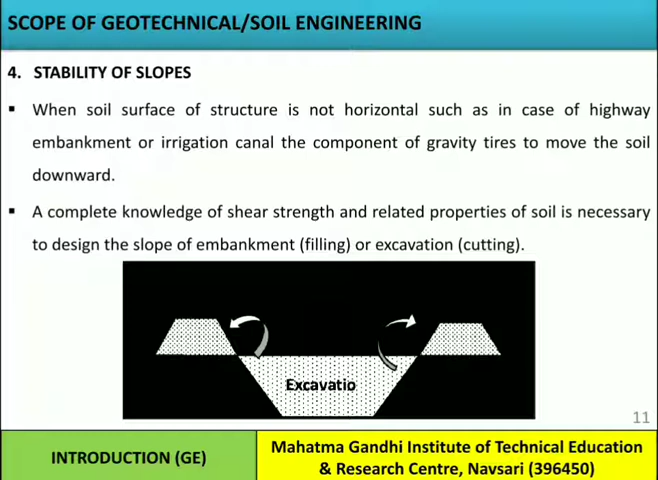 SCOPE OF GEOTECHNICAL/SOIL ENGINEERING
4. STABILITY OF SLOPES
▪ When soil surface of structure is not horizontal such as in case of highway
embankment or irrigation canal the component of gravity tires to move the soil
downward.
▪ A complete knowledge of shear strength and related properties of soil is necessary
to design the slope of embankment (filling) or excavation (cutting).
Excavatio
11
INTRODUCTION (GE)
Mahatma Gandhi Institute of Technical Education
& Research Centre, Navsari (396450)